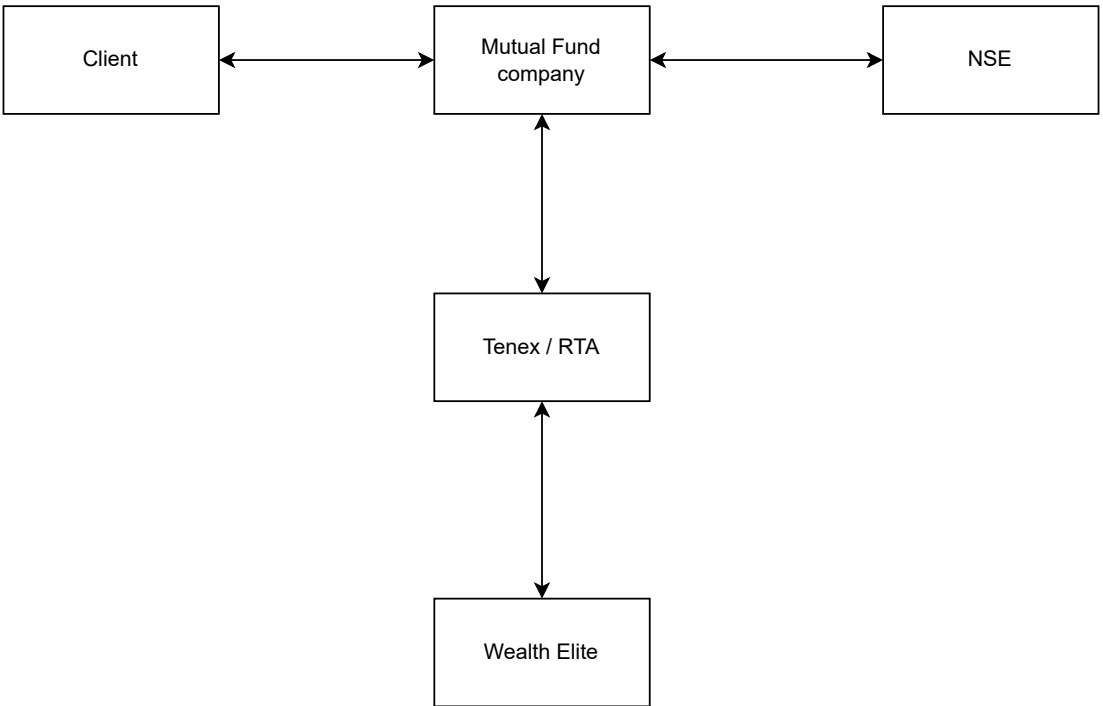 Client
Mutual Fund
company
NSE
Tenex / RTA
Wealth Elite